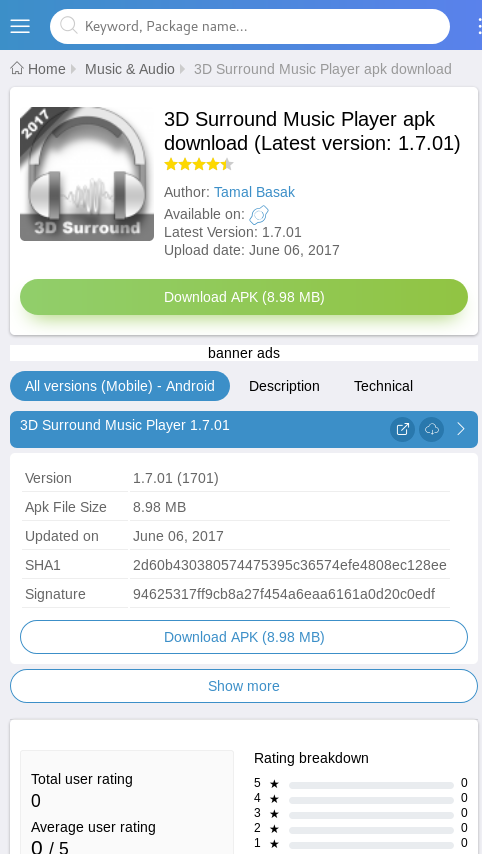 Keyword, Package name...
Home Music & Audio 3D Surround Music Player apk download
2017
3D Surround
3D Surround Music Player apk
download (Latest version: 1.7.01)
Author: Tamal Basak
Available on:
Latest Version: 1.7.01
Upload date: June 06, 2017
Download APK (8.98 MB)
banner ads
All versions (Mobile) - Android Description Technical
3D Surround Music Player 1.7.01
Version 1.7.01 (1701)
Apk File Size 8.98 MB
Updated on June 06, 2017
SHA1 2d60b430380574475395c36574efe4808ec128ee
Signature 94625317ff9cb8a27f454a6eaa6161a0d20c0edf
Download APK (8.98 MB)
Show more
Total user rating
0
Average user rating
0 / 5
Rating breakdown
5 ★ 0
4 ★ 0
3 ★ 0
2 ★ 0
1 ★ 0